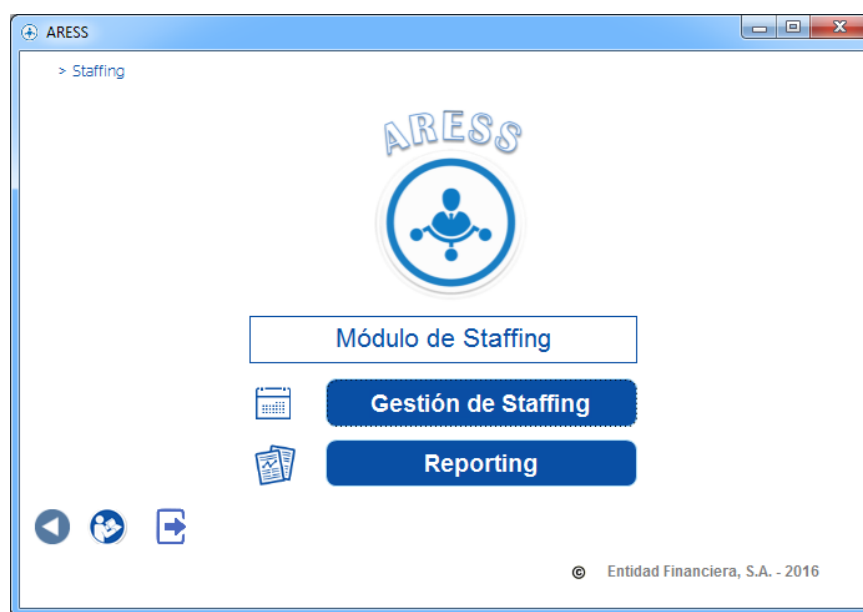 ARESS
> Staffing
ARESS
Módulo de Staffing
Gestión de Staffing
Reporting
© Entidad Financiera, S.A. - 2016